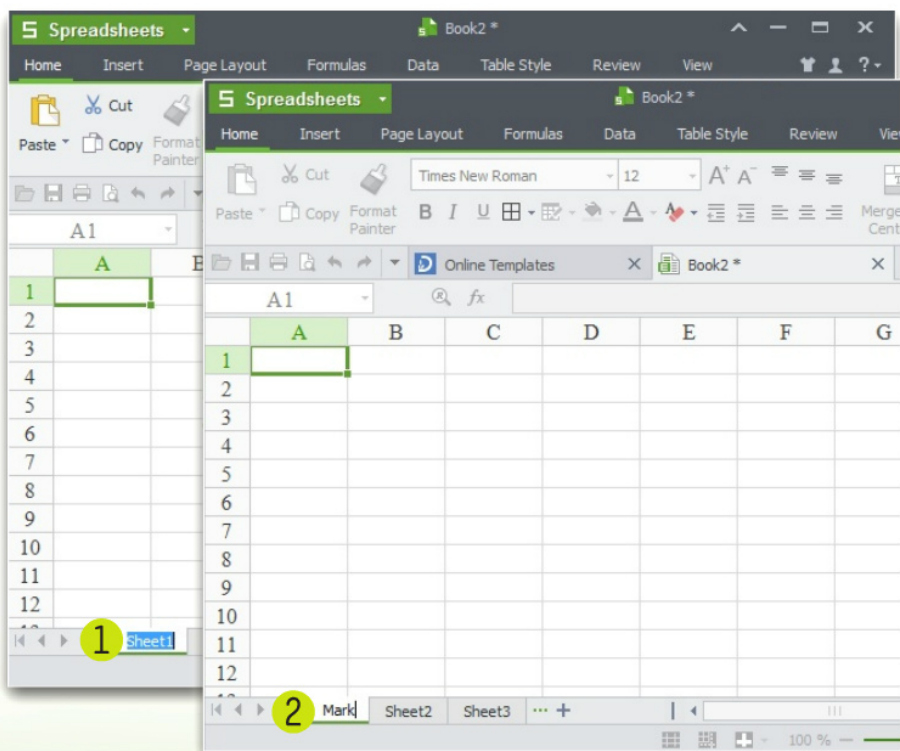 Spreadsheets
Book2 *
Home Insert Page Layout Formulas Data Table Style Review View ?
Cut
Paste Copy Format
Painter
A1
A
1
2
3
4
5
6
7
8
9
10
11
12
1 Sheet1
Spreadsheets
Book2 *
Home Insert Page Layout Formulas Data Table Style Review
Cut Times New Roman 12 A+ A-
Paste Copy Format B I U A Merge
Painter
Online Templates Book2 *
A1 fx
A B C D E F G
1
2
3
4
5
6
7
8
9
10
11
12
2 Mark Sheet2 Sheet3 ··· +
100 %